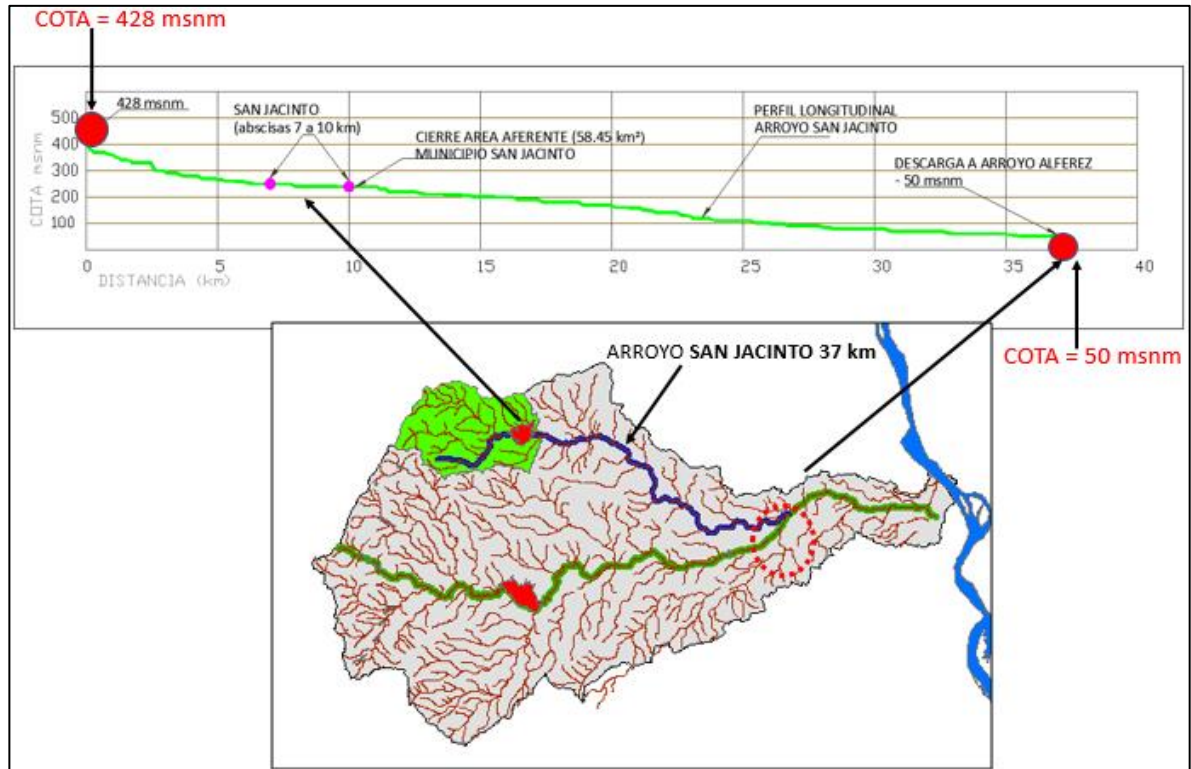 COTA = 428 msnm
428 msnm
SAN JACINTO
(abscisas 7 a 10 km)
CIERRE AREA AFERENTE (58.45 km²)
MUNICIPIO SAN JACINTO
PERFIL LONGITUDINAL
ARROYO SAN JACINTO
DESCARGA A ARROYO ALFEREZ
- 50 msnm
COTA msnm
500
400
300
200
100
0 5 10 15 20 25 30 35 40
DISTANCIA (km)
ARROYO SAN JACINTO 37 km
COTA = 50 msnm